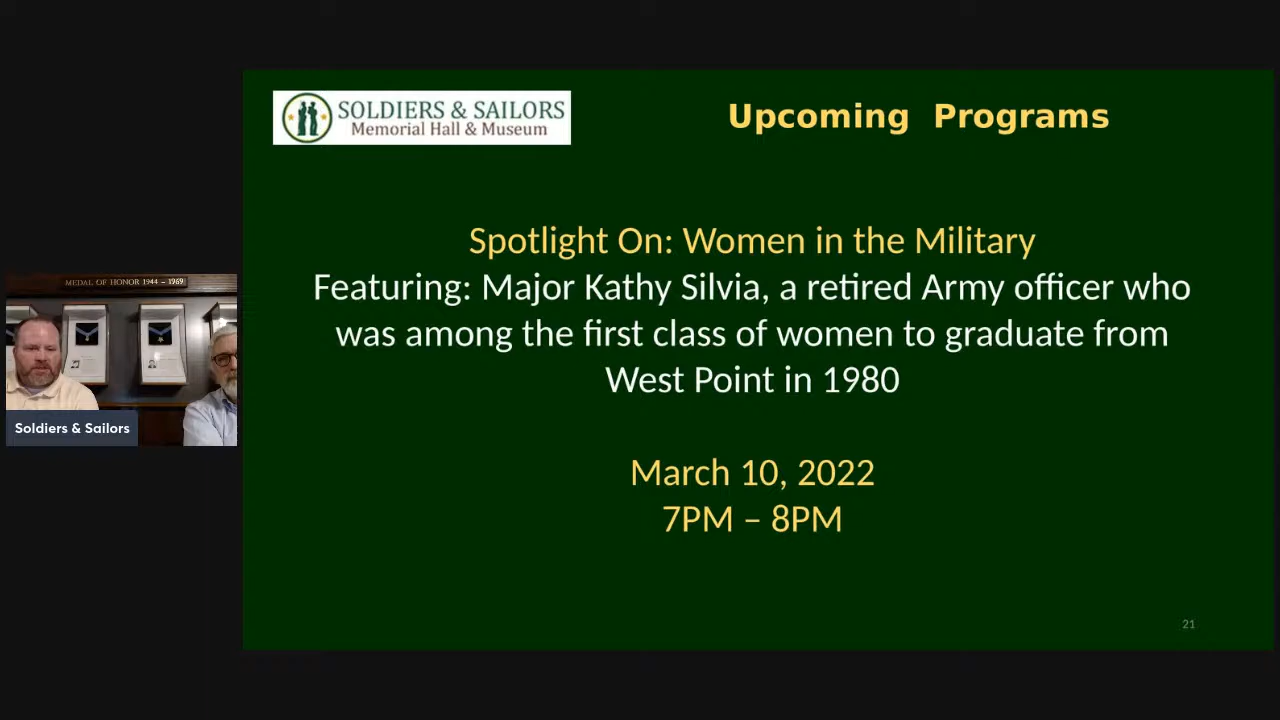 SOLDIERS & SAILORS
Memorial Hall & Museum
Upcoming Programs
Spotlight On: Women in the Military
Featuring: Major Kathy Silvia, a retired Army officer who
was among the first class of women to graduate from
West Point in 1980
March 10, 2022
7PM – 8PM
21
MEDAL OF HONOR 1944 – 1969
Soldiers & Sailors